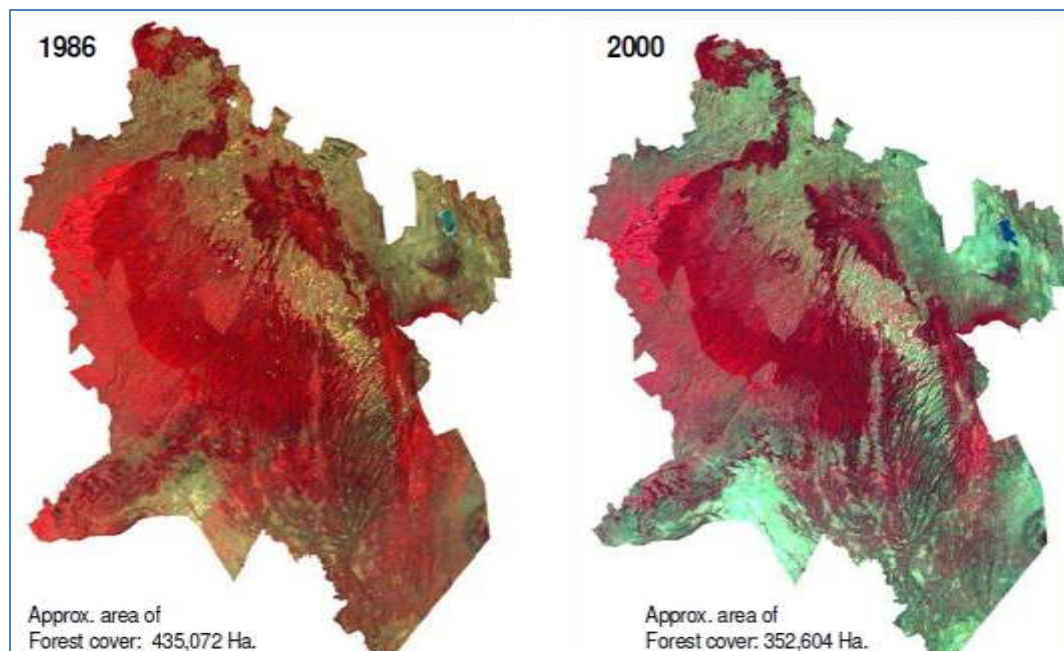 1986
2000
Approx. area of
Forest cover: 435,072 Ha.
Approx. area of
Forest cover: 352,604 Ha.